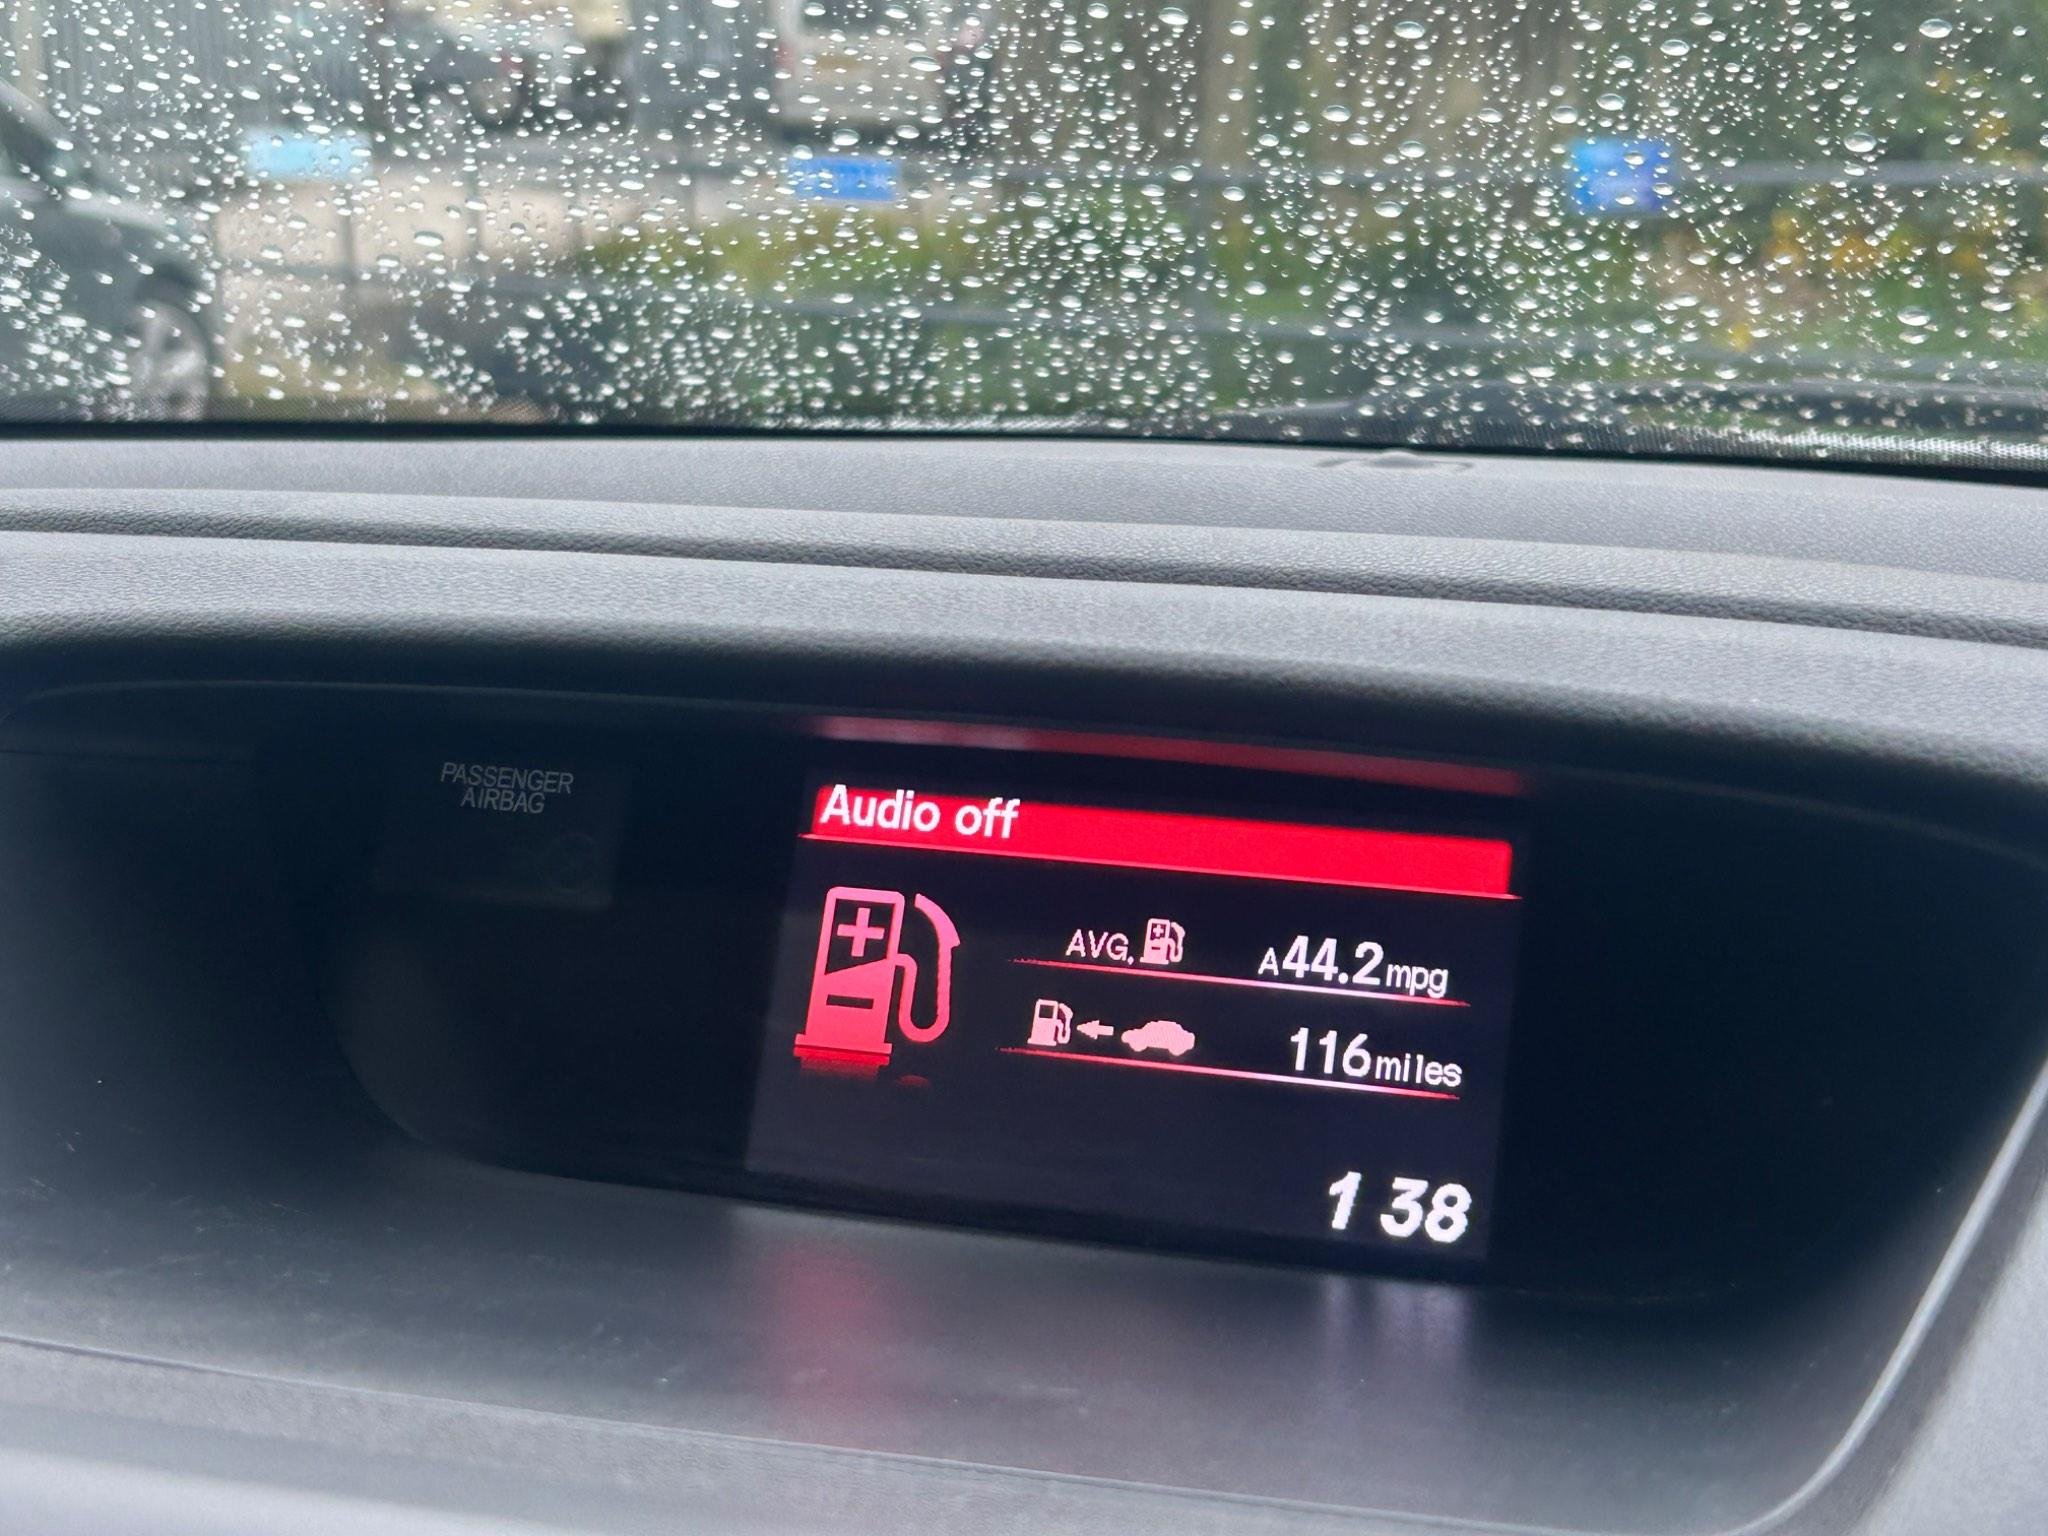 PASSENGER
AIRBAG
Audio off
AVG. A44.2mpg
116miles
1 38